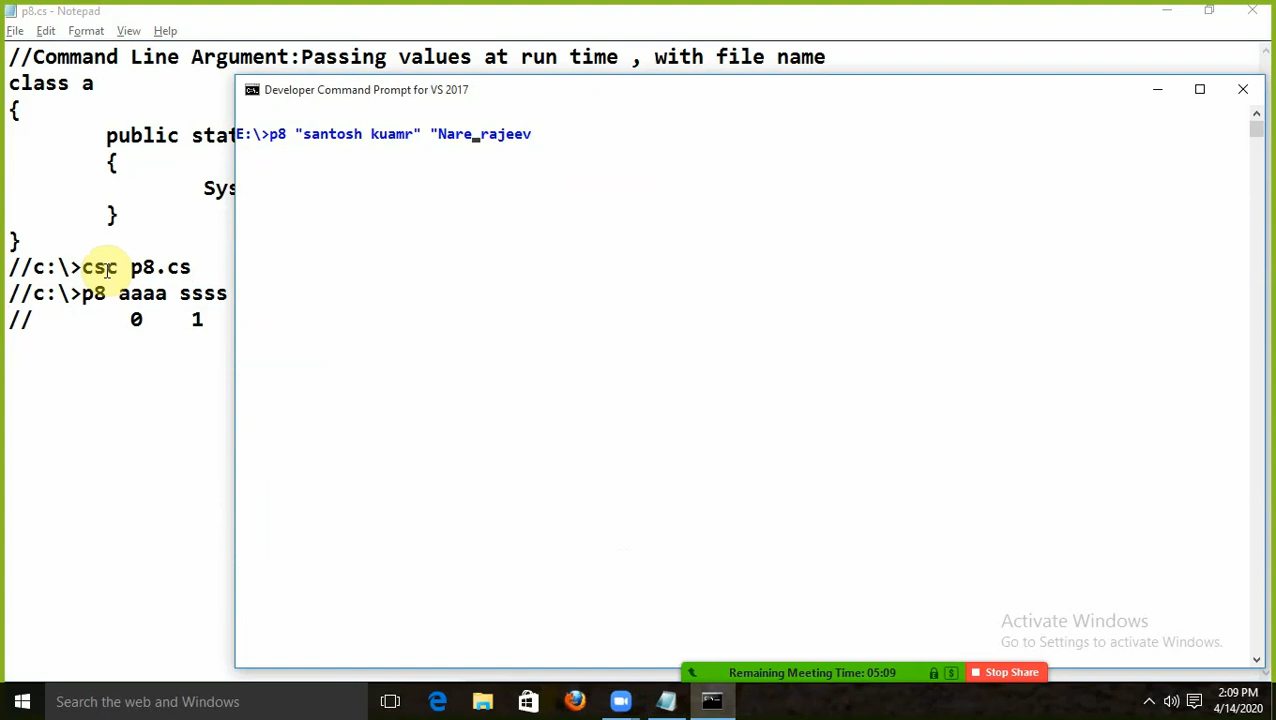 p8.cs - Notepad
File Edit Format View Help
//Command Line Argument:Passing values at run time , with file name
class a
{
public stat
{
Sys
}
}
//c:\>csc p8.cs
//c:\>p8 aaaa ssss
// 0 1
Developer Command Prompt for VS 2017
E:\>p8 "santosh kuamr" "Nare_rajeev
Activate Windows
Go to Settings to activate Windows.
Remaining Meeting Time: 05:09
Stop Share
Search the web and Windows
2:09 PM
4/14/2020